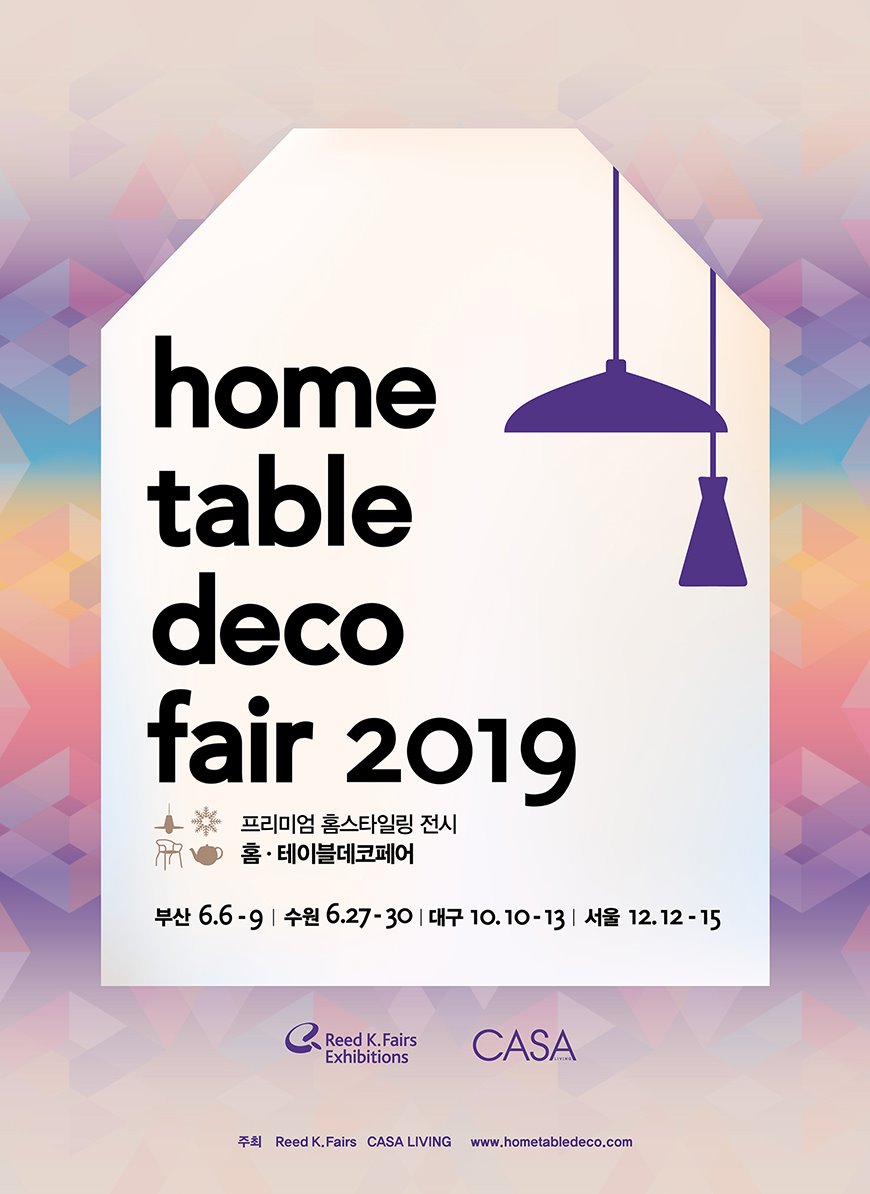 home
table
deco
fair 2019
프리미엄 홈스타일링 전시
홈·테이블데코페어
부산 6.6-9 | 수원 6.27-30 | 대구 10.10-13 | 서울 12.12-15
Reed K.Fairs
Exhibitions
CASA
LIVING
주최 Reed K.Fairs CASA LIVING www.hometabledeco.com